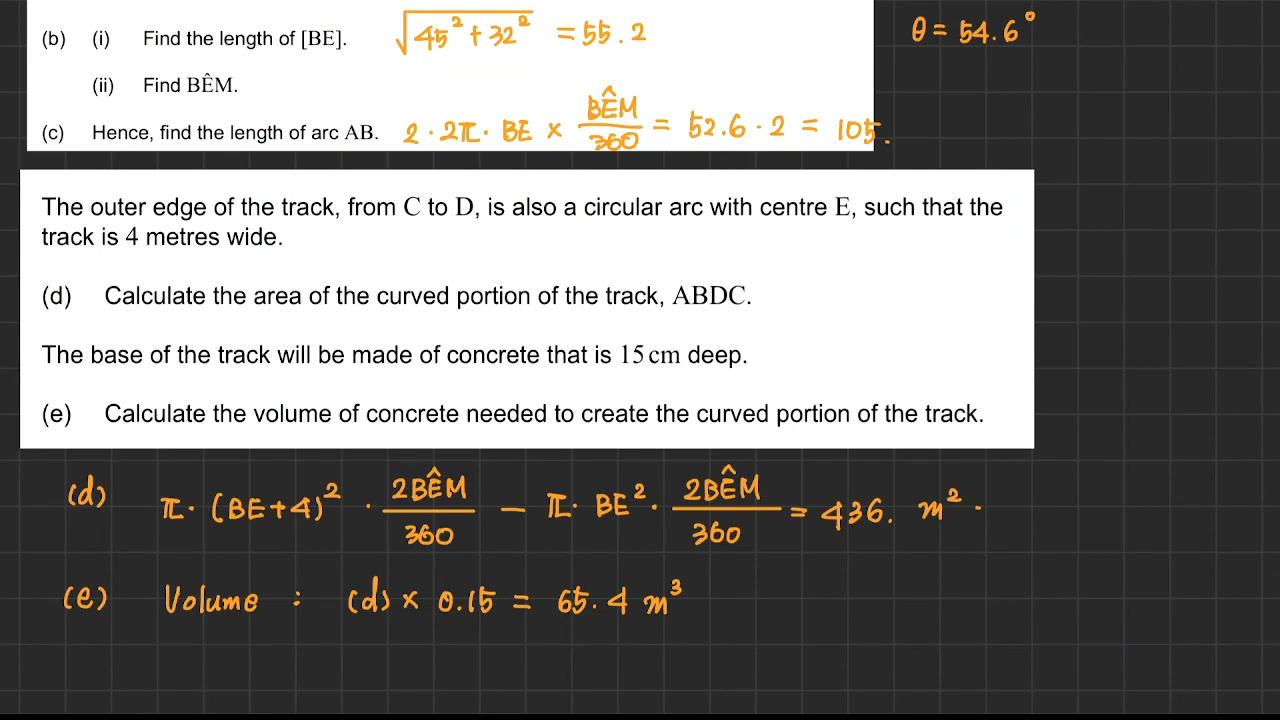 (b) (i) Find the length of [BE]. √(45² + 32²) = 55.2 θ = 54.6°
(ii) Find BÊM.
(c) Hence, find the length of arc AB. 2 · 2π · BE × BÊM/360 = 52.6 · 2 = 105.
The outer edge of the track, from C to D, is also a circular arc with centre E, such that the
track is 4 metres wide.
(d) Calculate the area of the curved portion of the track, ABDC.
The base of the track will be made of concrete that is 15 cm deep.
(e) Calculate the volume of concrete needed to create the curved portion of the track.
(d) π · (BE+4)² · 2BÊM/360 − π · BE² · 2BÊM/360 = 436. m² .
(e) Volume : (d) × 0.15 = 65.4 m³